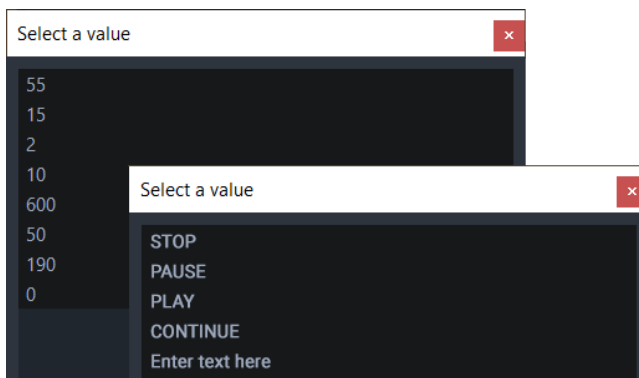 Select a value
55
15
2
10
600
50
190
0
Select a value
STOP
PAUSE
PLAY
CONTINUE
Enter text here